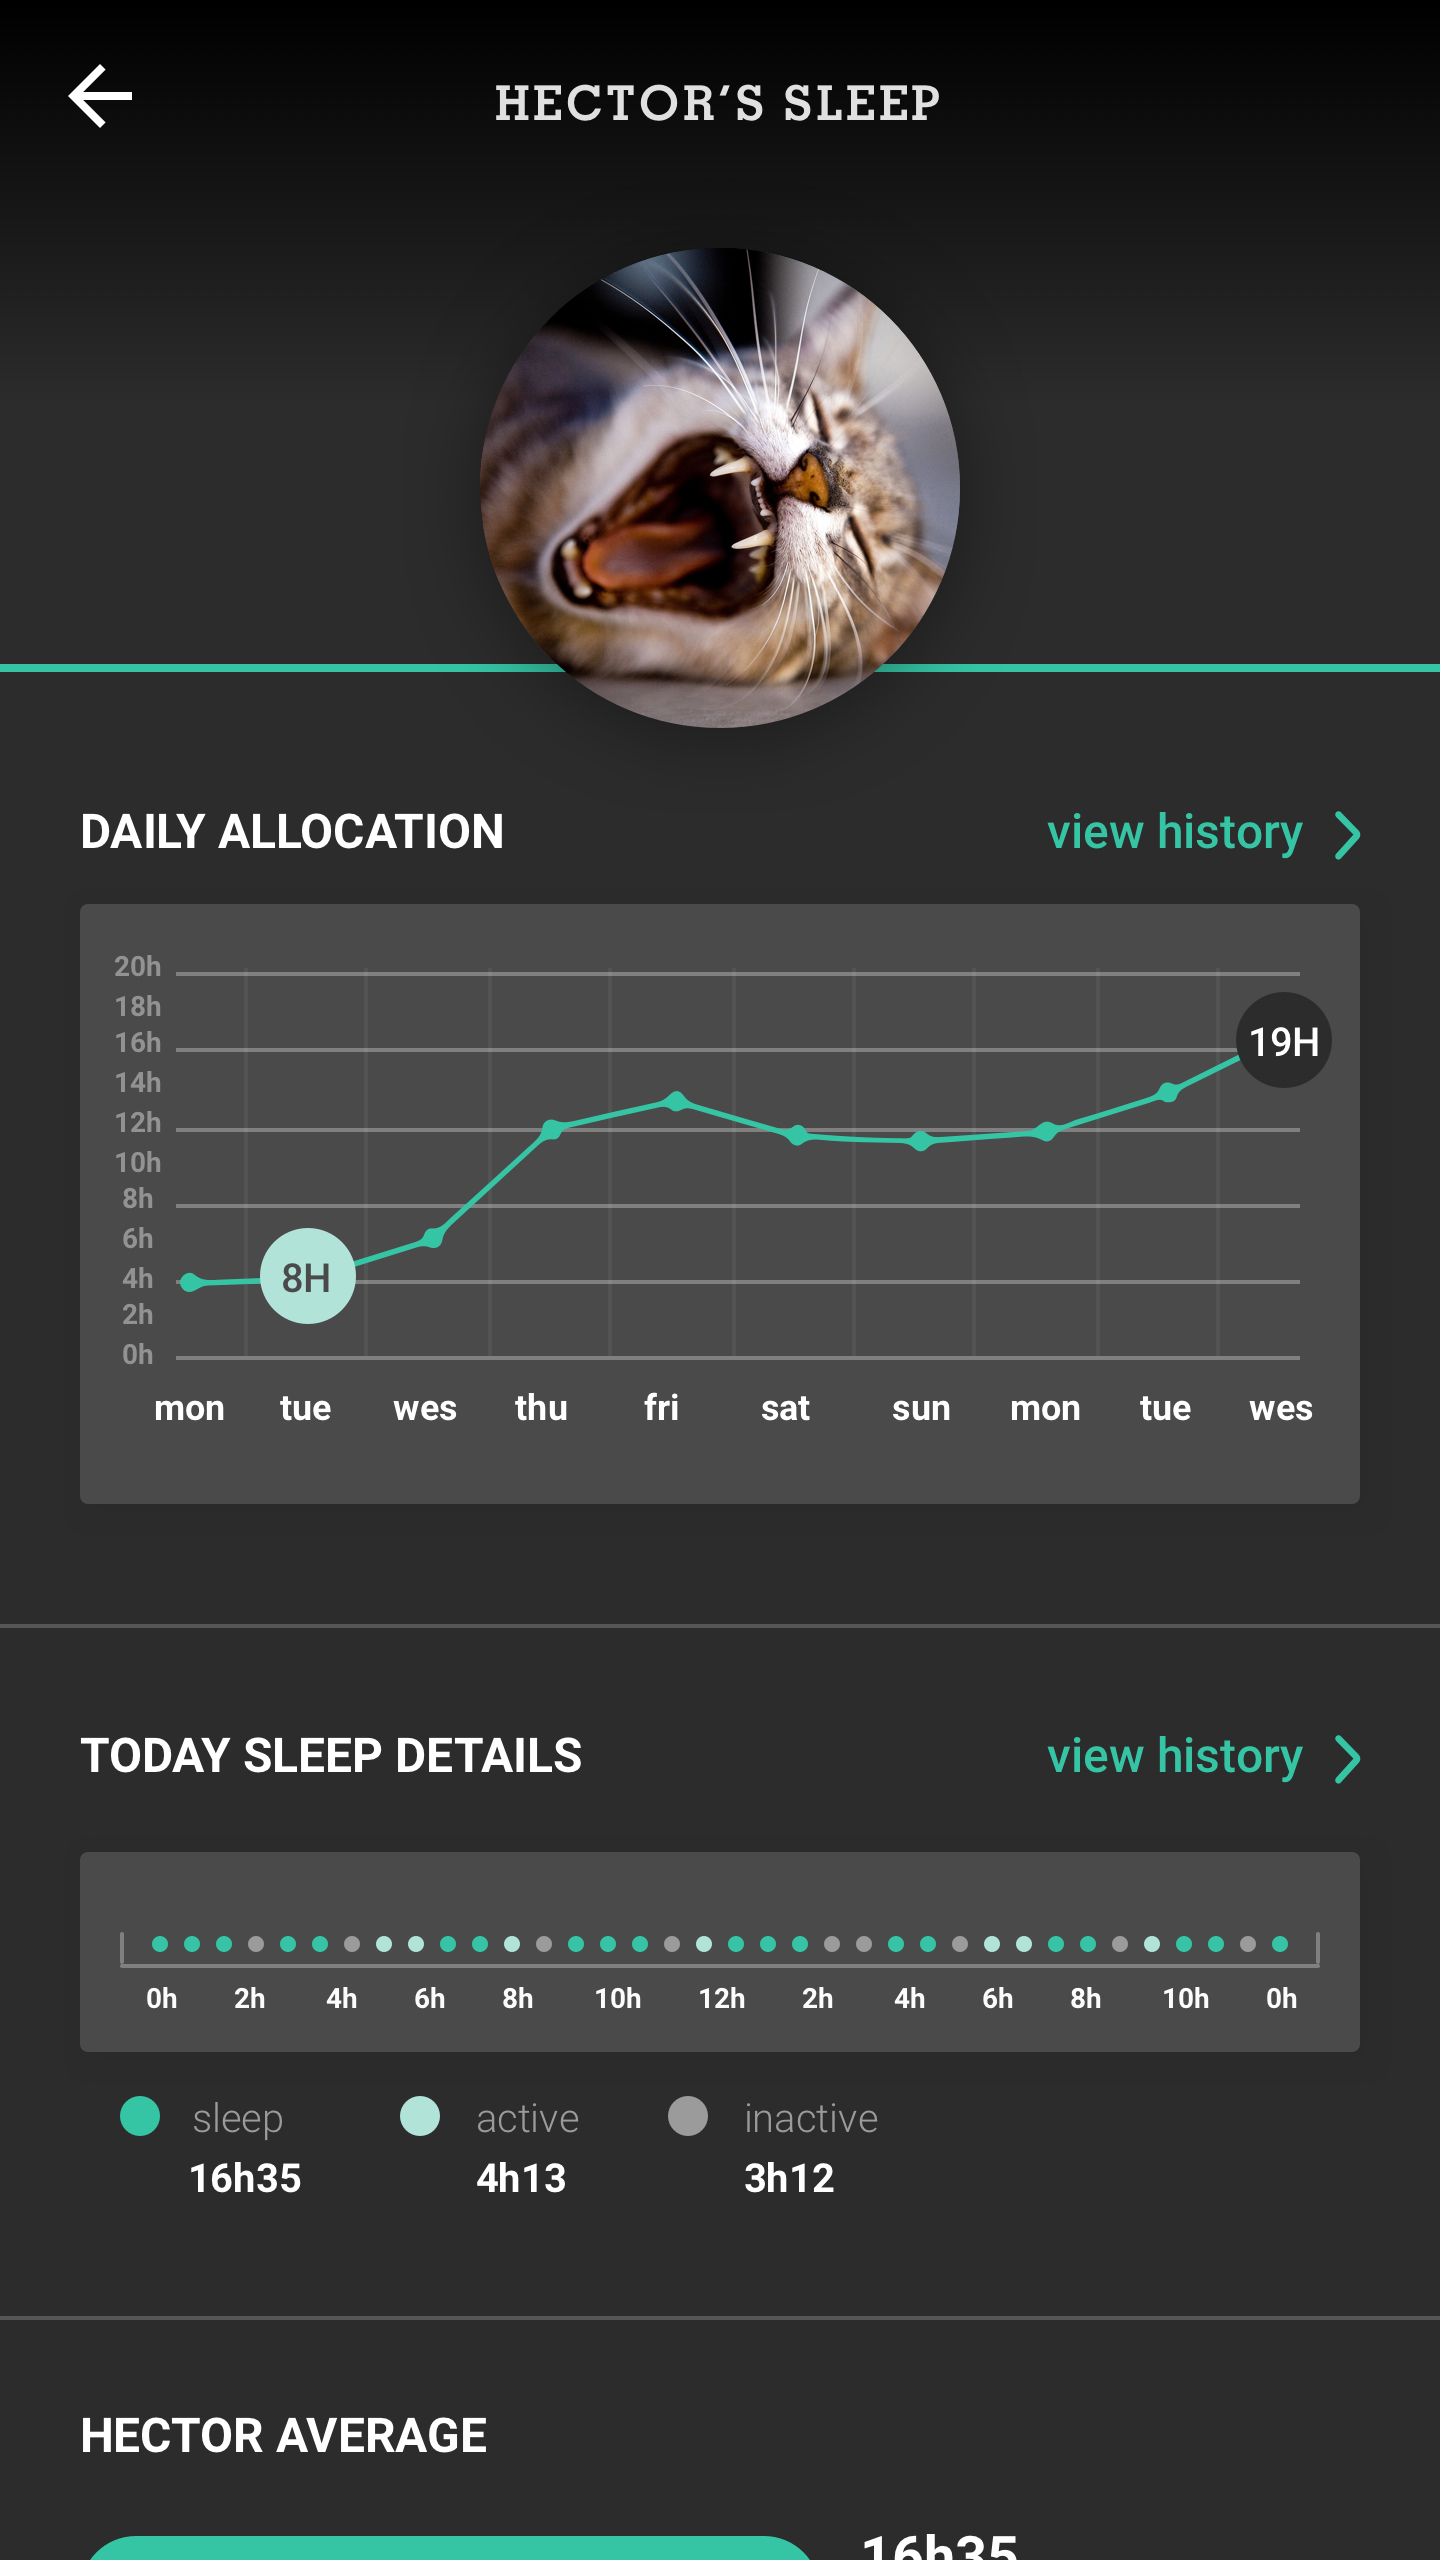 HECTOR’S SLEEP
DAILY ALLOCATION view history
20h
18h
16h
14h
12h
10h
8h
6h
4h
2h
0h
19H
8H
mon tue wes thu fri sat sun mon tue wes
TODAY SLEEP DETAILS view history
0h 2h 4h 6h 8h 10h 12h 2h 4h 6h 8h 10h 0h
sleep active inactive
16h35 4h13 3h12
HECTOR AVERAGE
16h35